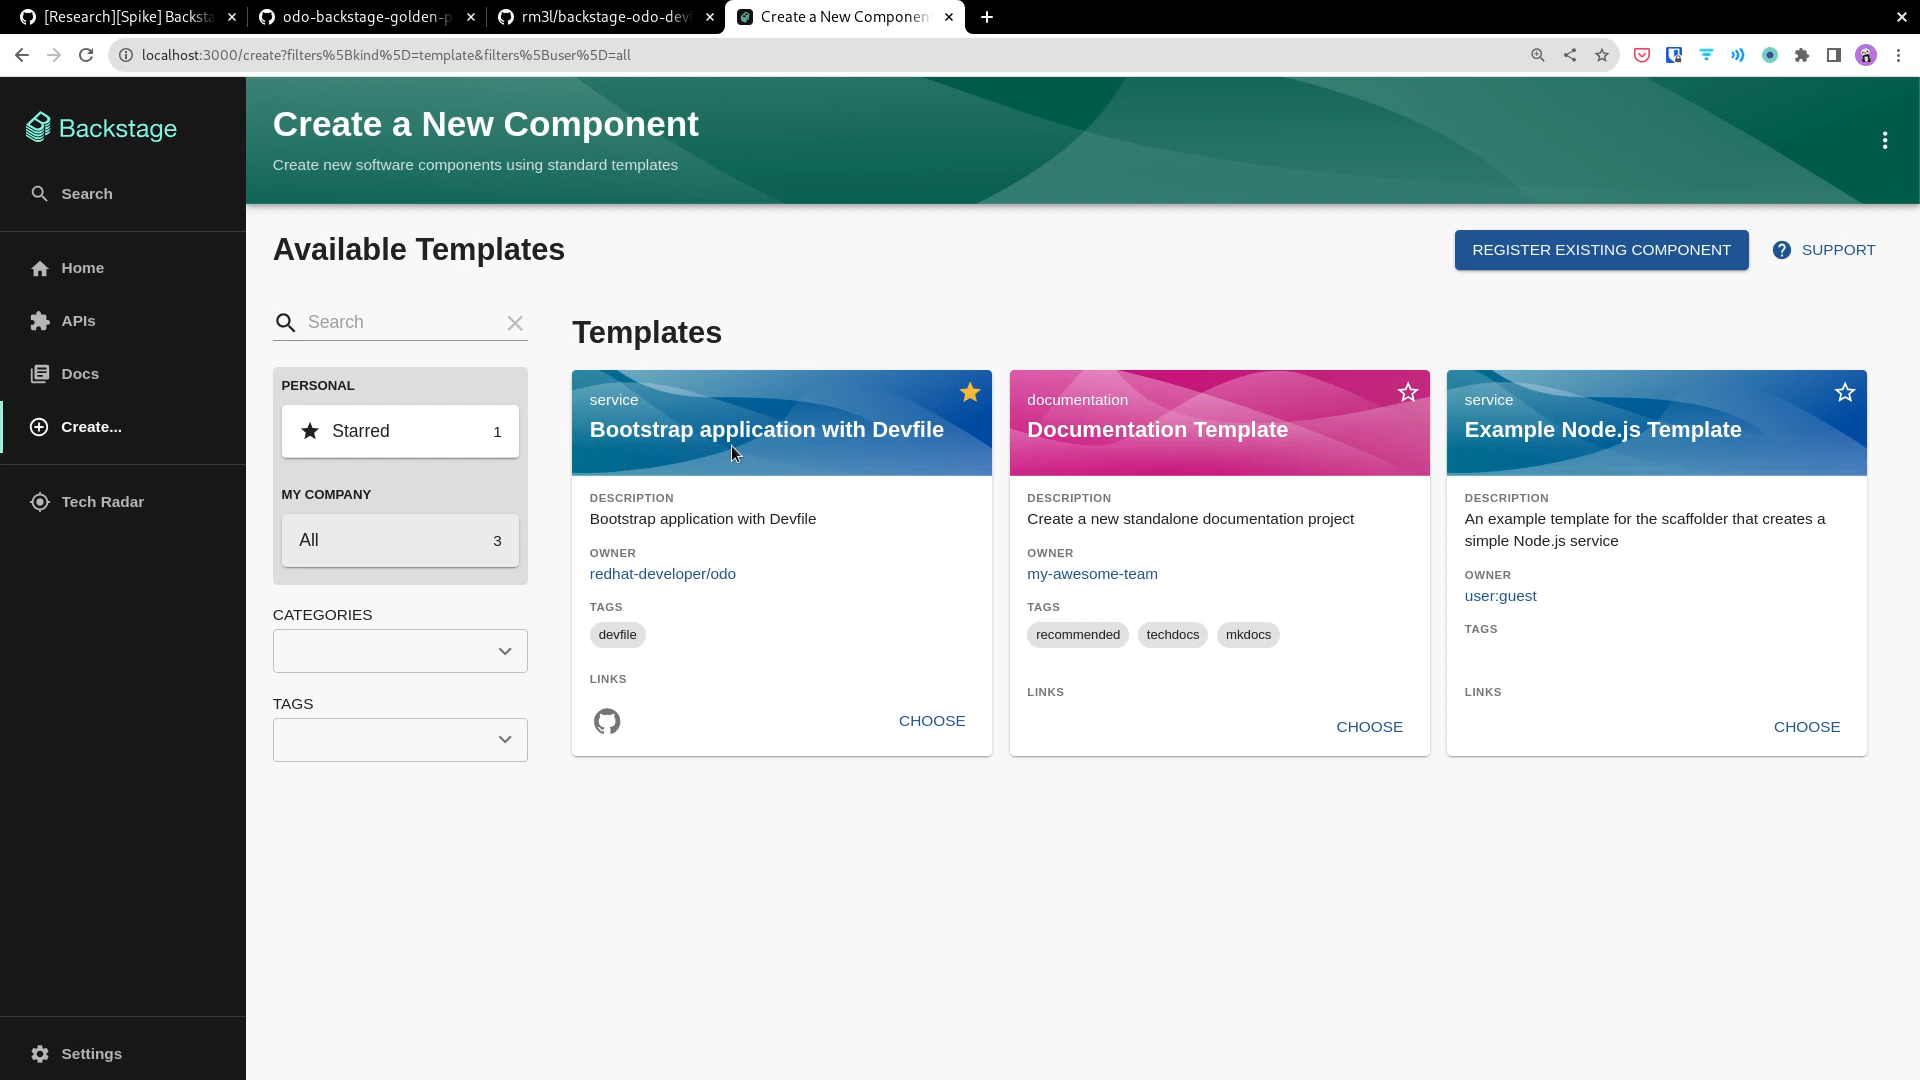 [Research][Spike] Backsta
odo-backstage-golden-p
rm3l/backstage-odo-devf
Create a New Componen
localhost:3000/create?filters%5Bkind%5D=template&filters%5Buser%5D=all
Backstage
Search
Home
APIs
Docs
Create...
Tech Radar
Settings
Create a New Component
Create new software components using standard templates
Available Templates
REGISTER EXISTING COMPONENT
SUPPORT
Search
PERSONAL
Starred 1
MY COMPANY
All 3
CATEGORIES
TAGS
Templates
service
Bootstrap application with Devfile
DESCRIPTION
Bootstrap application with Devfile
OWNER
redhat-developer/odo
TAGS
devfile
LINKS
CHOOSE
documentation
Documentation Template
DESCRIPTION
Create a new standalone documentation project
OWNER
my-awesome-team
TAGS
recommended techdocs mkdocs
LINKS
CHOOSE
service
Example Node.js Template
DESCRIPTION
An example template for the scaffolder that creates a
simple Node.js service
OWNER
user:guest
TAGS
LINKS
CHOOSE